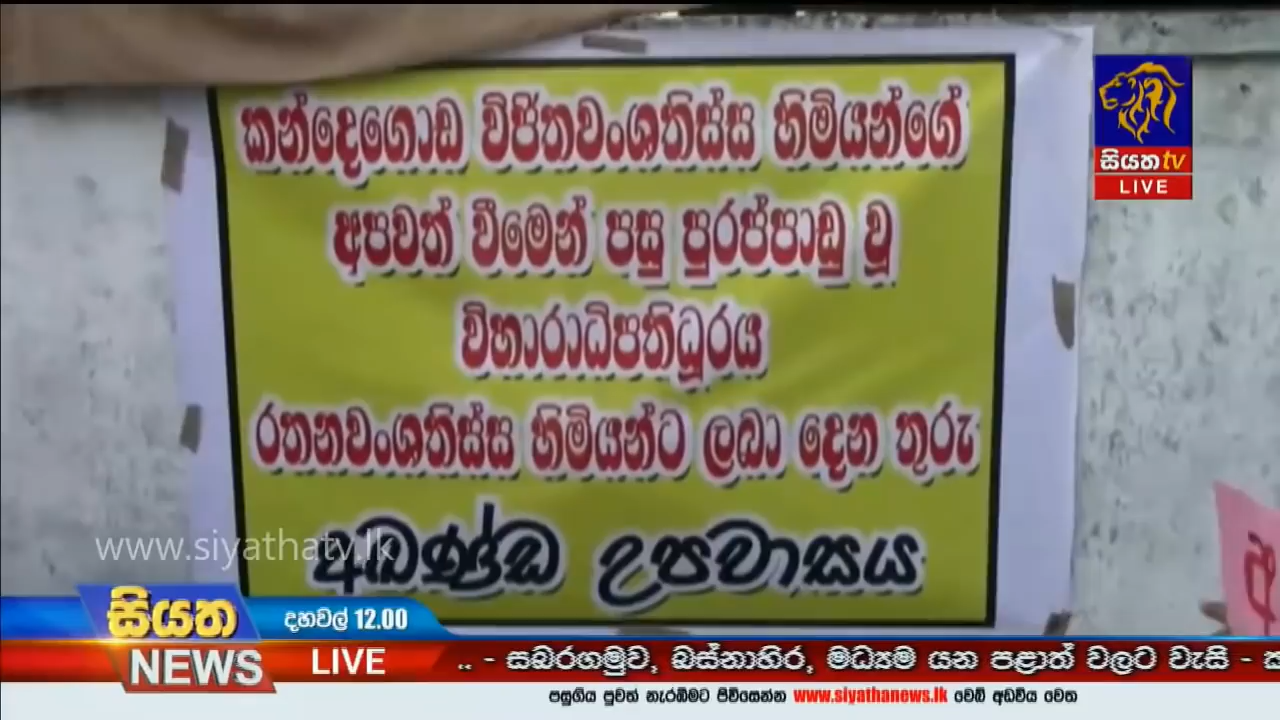 කන්දෙගොඩ විජිතවංශතිස්ස හිමියන්ගේ
අපවත් වීමෙන් පසු පුරප්පාඩු වූ
විහාරාධිපතිධූරය
රතනවංශතිස්ස හිමියන්ට ලබා දෙන තුරු
අඛණ්ඩ උපවාසය
සියත tv
LIVE
www.siyathatv.lk
සියත
NEWS
දහවල් 12.00
LIVE
.. - සබරගමුව, බස්නාහිර, මධ්‍යම යන පළාත් වලට වැසි -
පසුගිය පුවත් නැරඹීමට පිවිසෙන්න www.siyathanews.lk වෙබ් අඩවිය වෙත